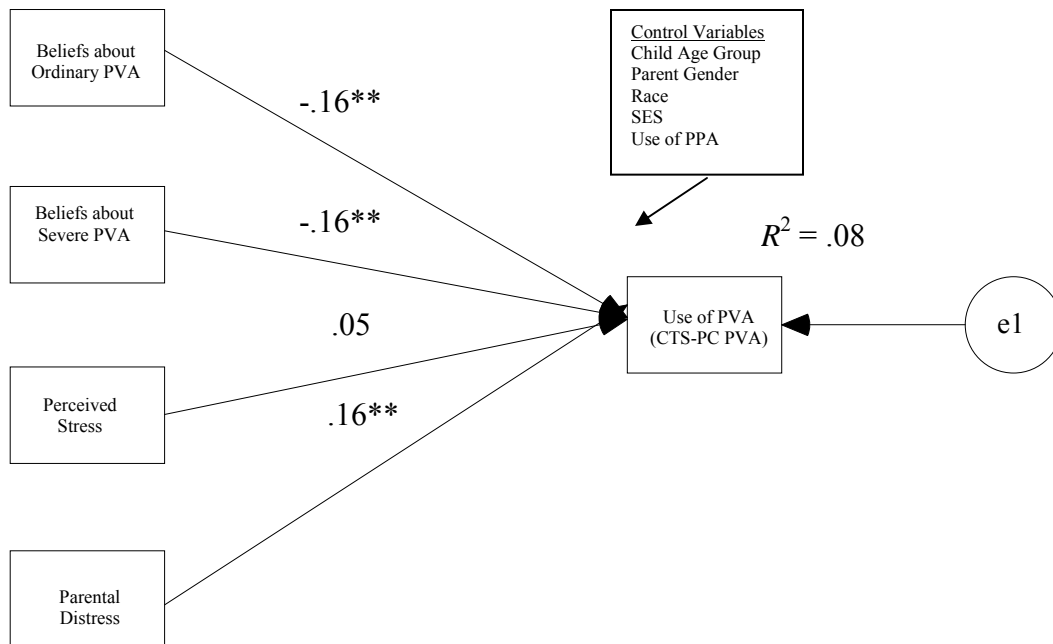 Beliefs about
Ordinary PVA
-.16**
Control Variables
Child Age Group
Parent Gender
Race
SES
Use of PPA
Beliefs about
Severe PVA
-.16**
R² = .08
.05
Use of PVA
(CTS-PC PVA)
e1
Perceived
Stress
.16**
Parental
Distress